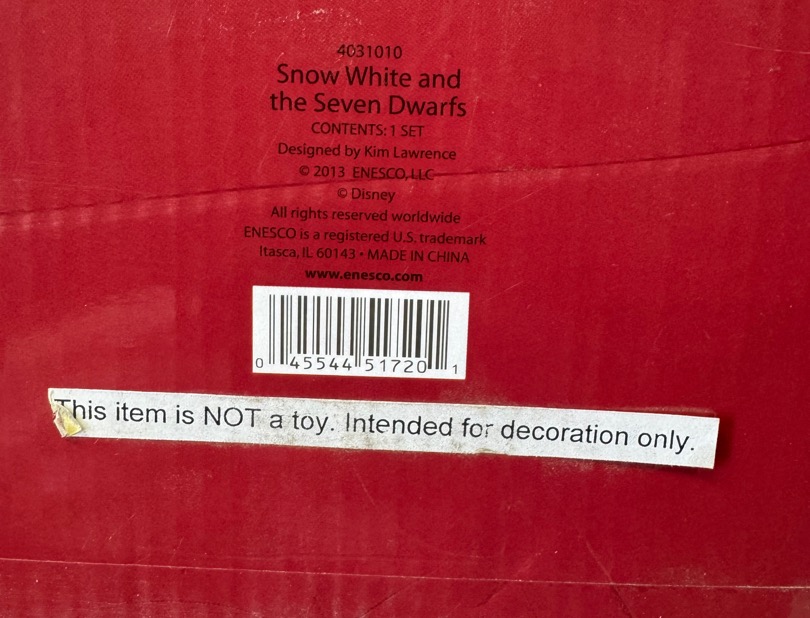 4031010
Snow White and
the Seven Dwarfs
CONTENTS: 1 SET
Designed by Kim Lawrence
© 2013 ENESCO, LLC
© Disney
All rights reserved worldwide
ENESCO is a registered U.S. trademark
Itasca, IL 60143 • MADE IN CHINA
www.enesco.com
0 45544 51720 1
This item is NOT a toy. Intended for decoration only.